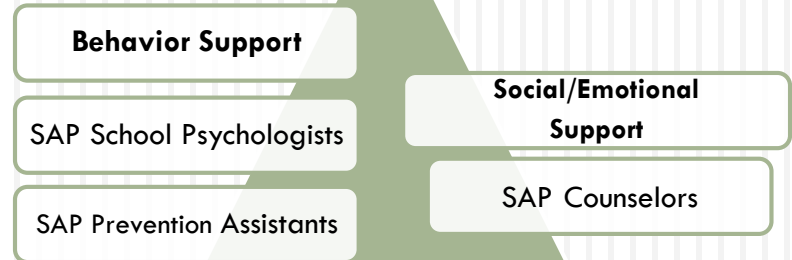 Behavior Support
SAP School Psychologists
SAP Prevention Assistants
Social/Emotional
Support
SAP Counselors